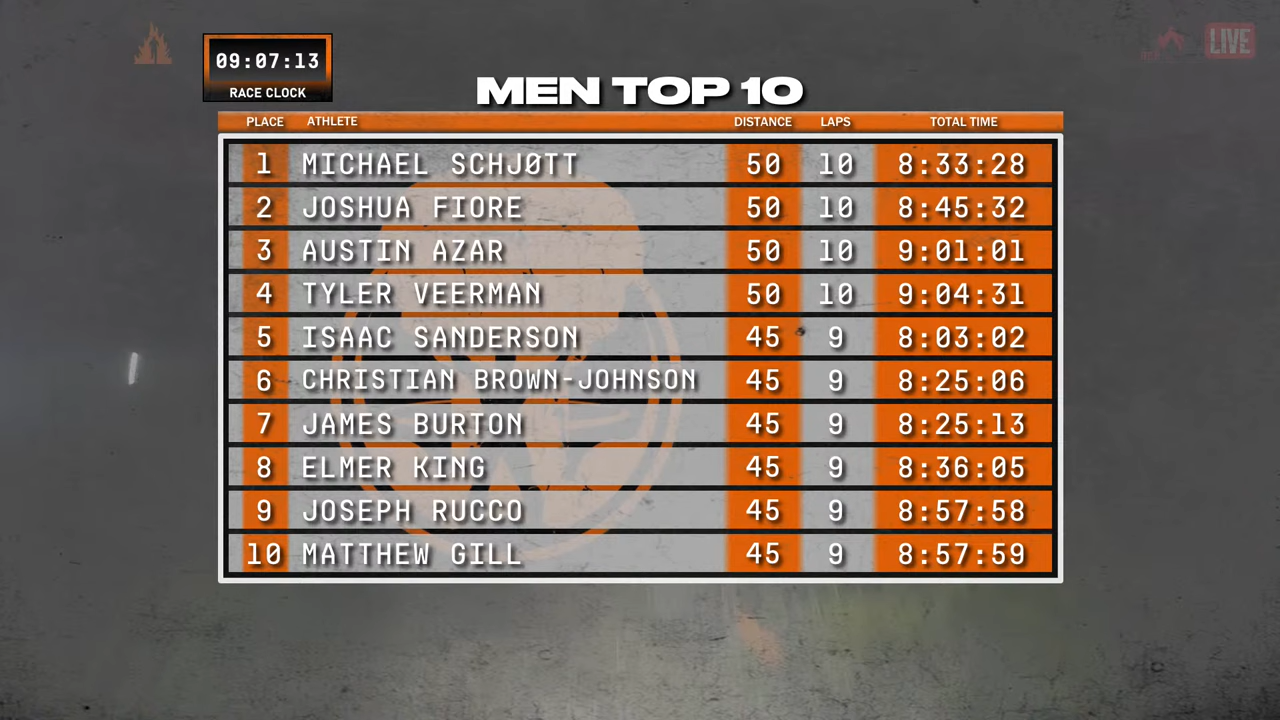 09:07:13
RACE CLOCK
LIVE
MEN TOP 10
PLACE ATHLETE DISTANCE LAPS TOTAL TIME
1 MICHAEL SCHJØTT 50 10 8:33:28
2 JOSHUA FIORE 50 10 8:45:32
3 AUSTIN AZAR 50 10 9:01:01
4 TYLER VEERMAN 50 10 9:04:31
5 ISAAC SANDERSON 45 9 8:03:02
6 CHRISTIAN BROWN-JOHNSON 45 9 8:25:06
7 JAMES BURTON 45 9 8:25:13
8 ELMER KING 45 9 8:36:05
9 JOSEPH RUCCO 45 9 8:57:58
10 MATTHEW GILL 45 9 8:57:59